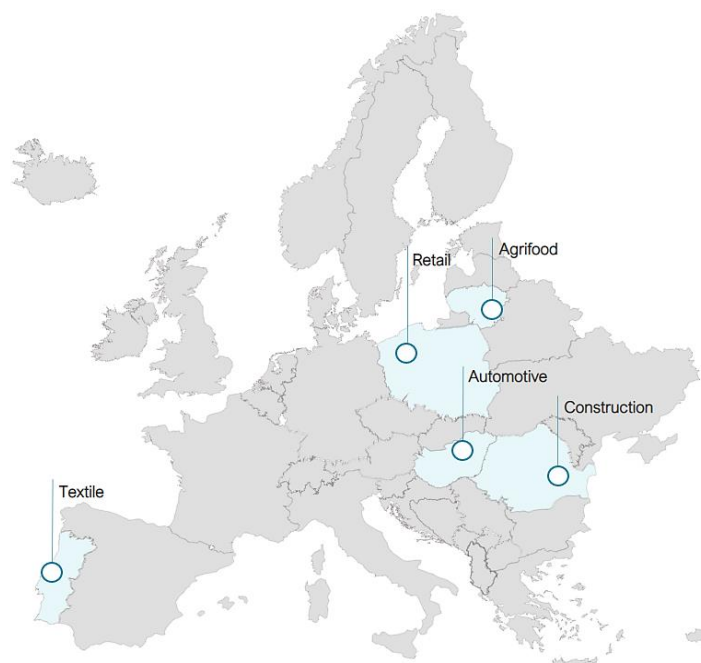 Agrifood
Retail
Automotive
Construction
Textile